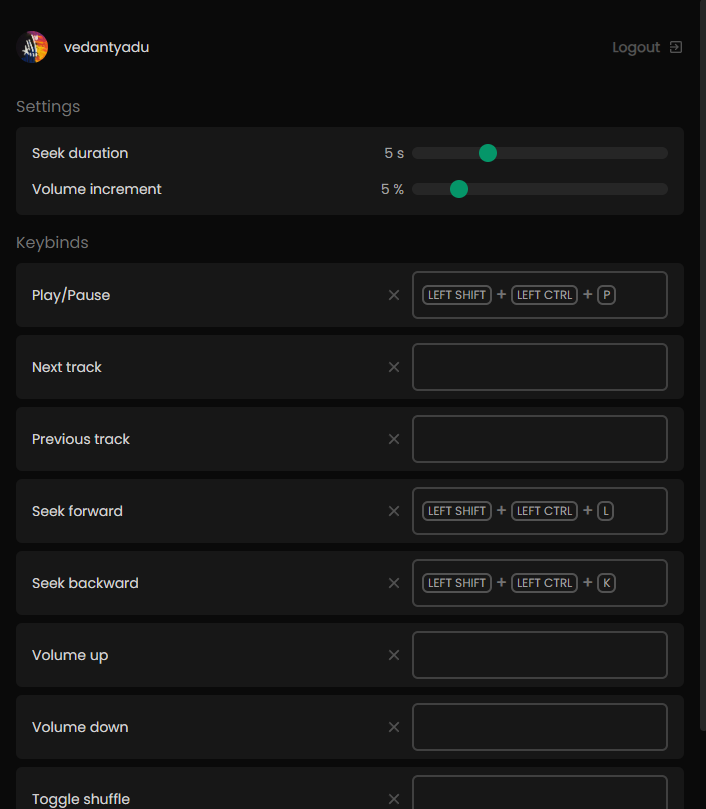 vedantyadu Logout
Settings
Seek duration 5 s
Volume increment 5 %
Keybinds
Play/Pause LEFT SHIFT + LEFT CTRL + P
Next track
Previous track
Seek forward LEFT SHIFT + LEFT CTRL + L
Seek backward LEFT SHIFT + LEFT CTRL + K
Volume up
Volume down
Toggle shuffle